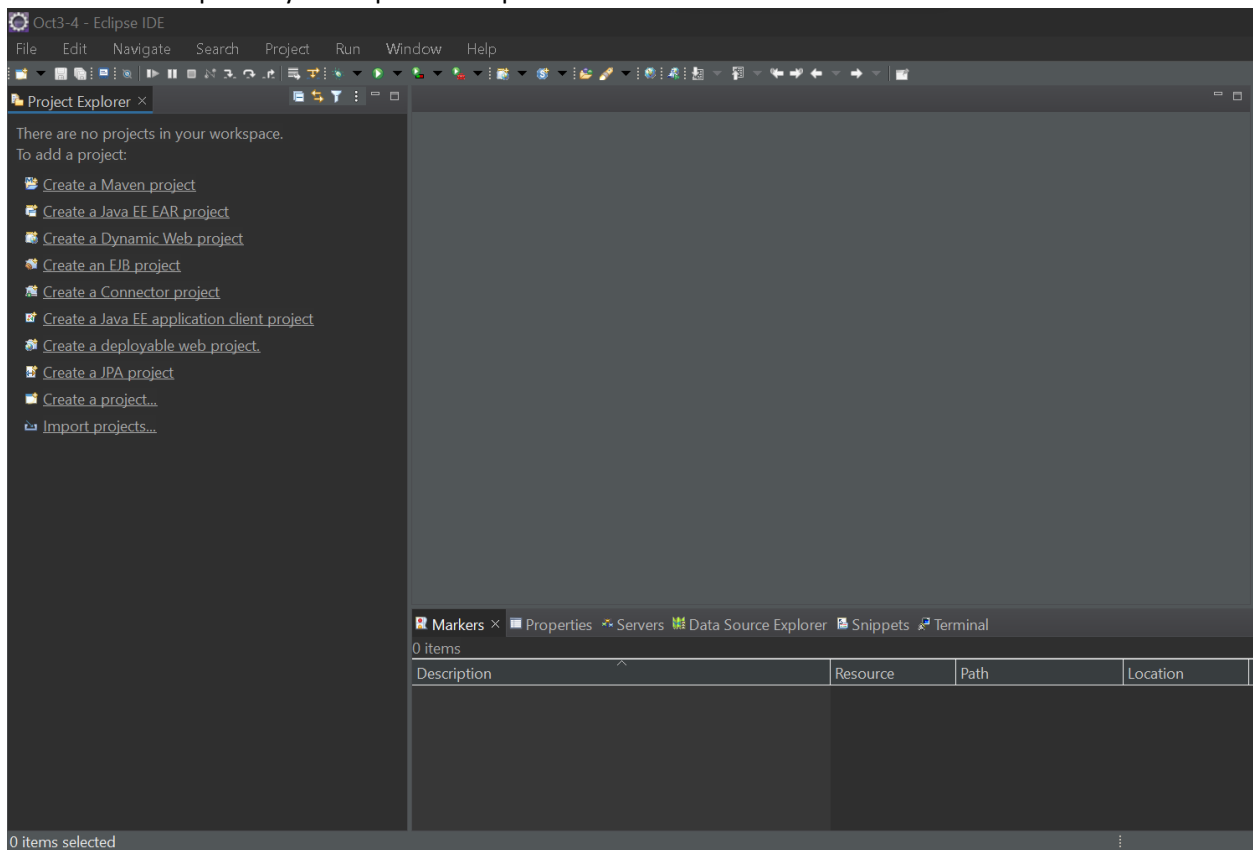 Oct3-4 - Eclipse IDE
File Edit Navigate Search Project Run Window Help
Project Explorer
There are no projects in your workspace.
To add a project:
Create a Maven project
Create a Java EE EAR project
Create a Dynamic Web project
Create an EJB project
Create a Connector project
Create a Java EE application client project
Create a deployable web project.
Create a JPA project
Create a project...
Import projects...
Markers Properties Servers Data Source Explorer Snippets Terminal
0 items
Description Resource Path Location
0 items selected